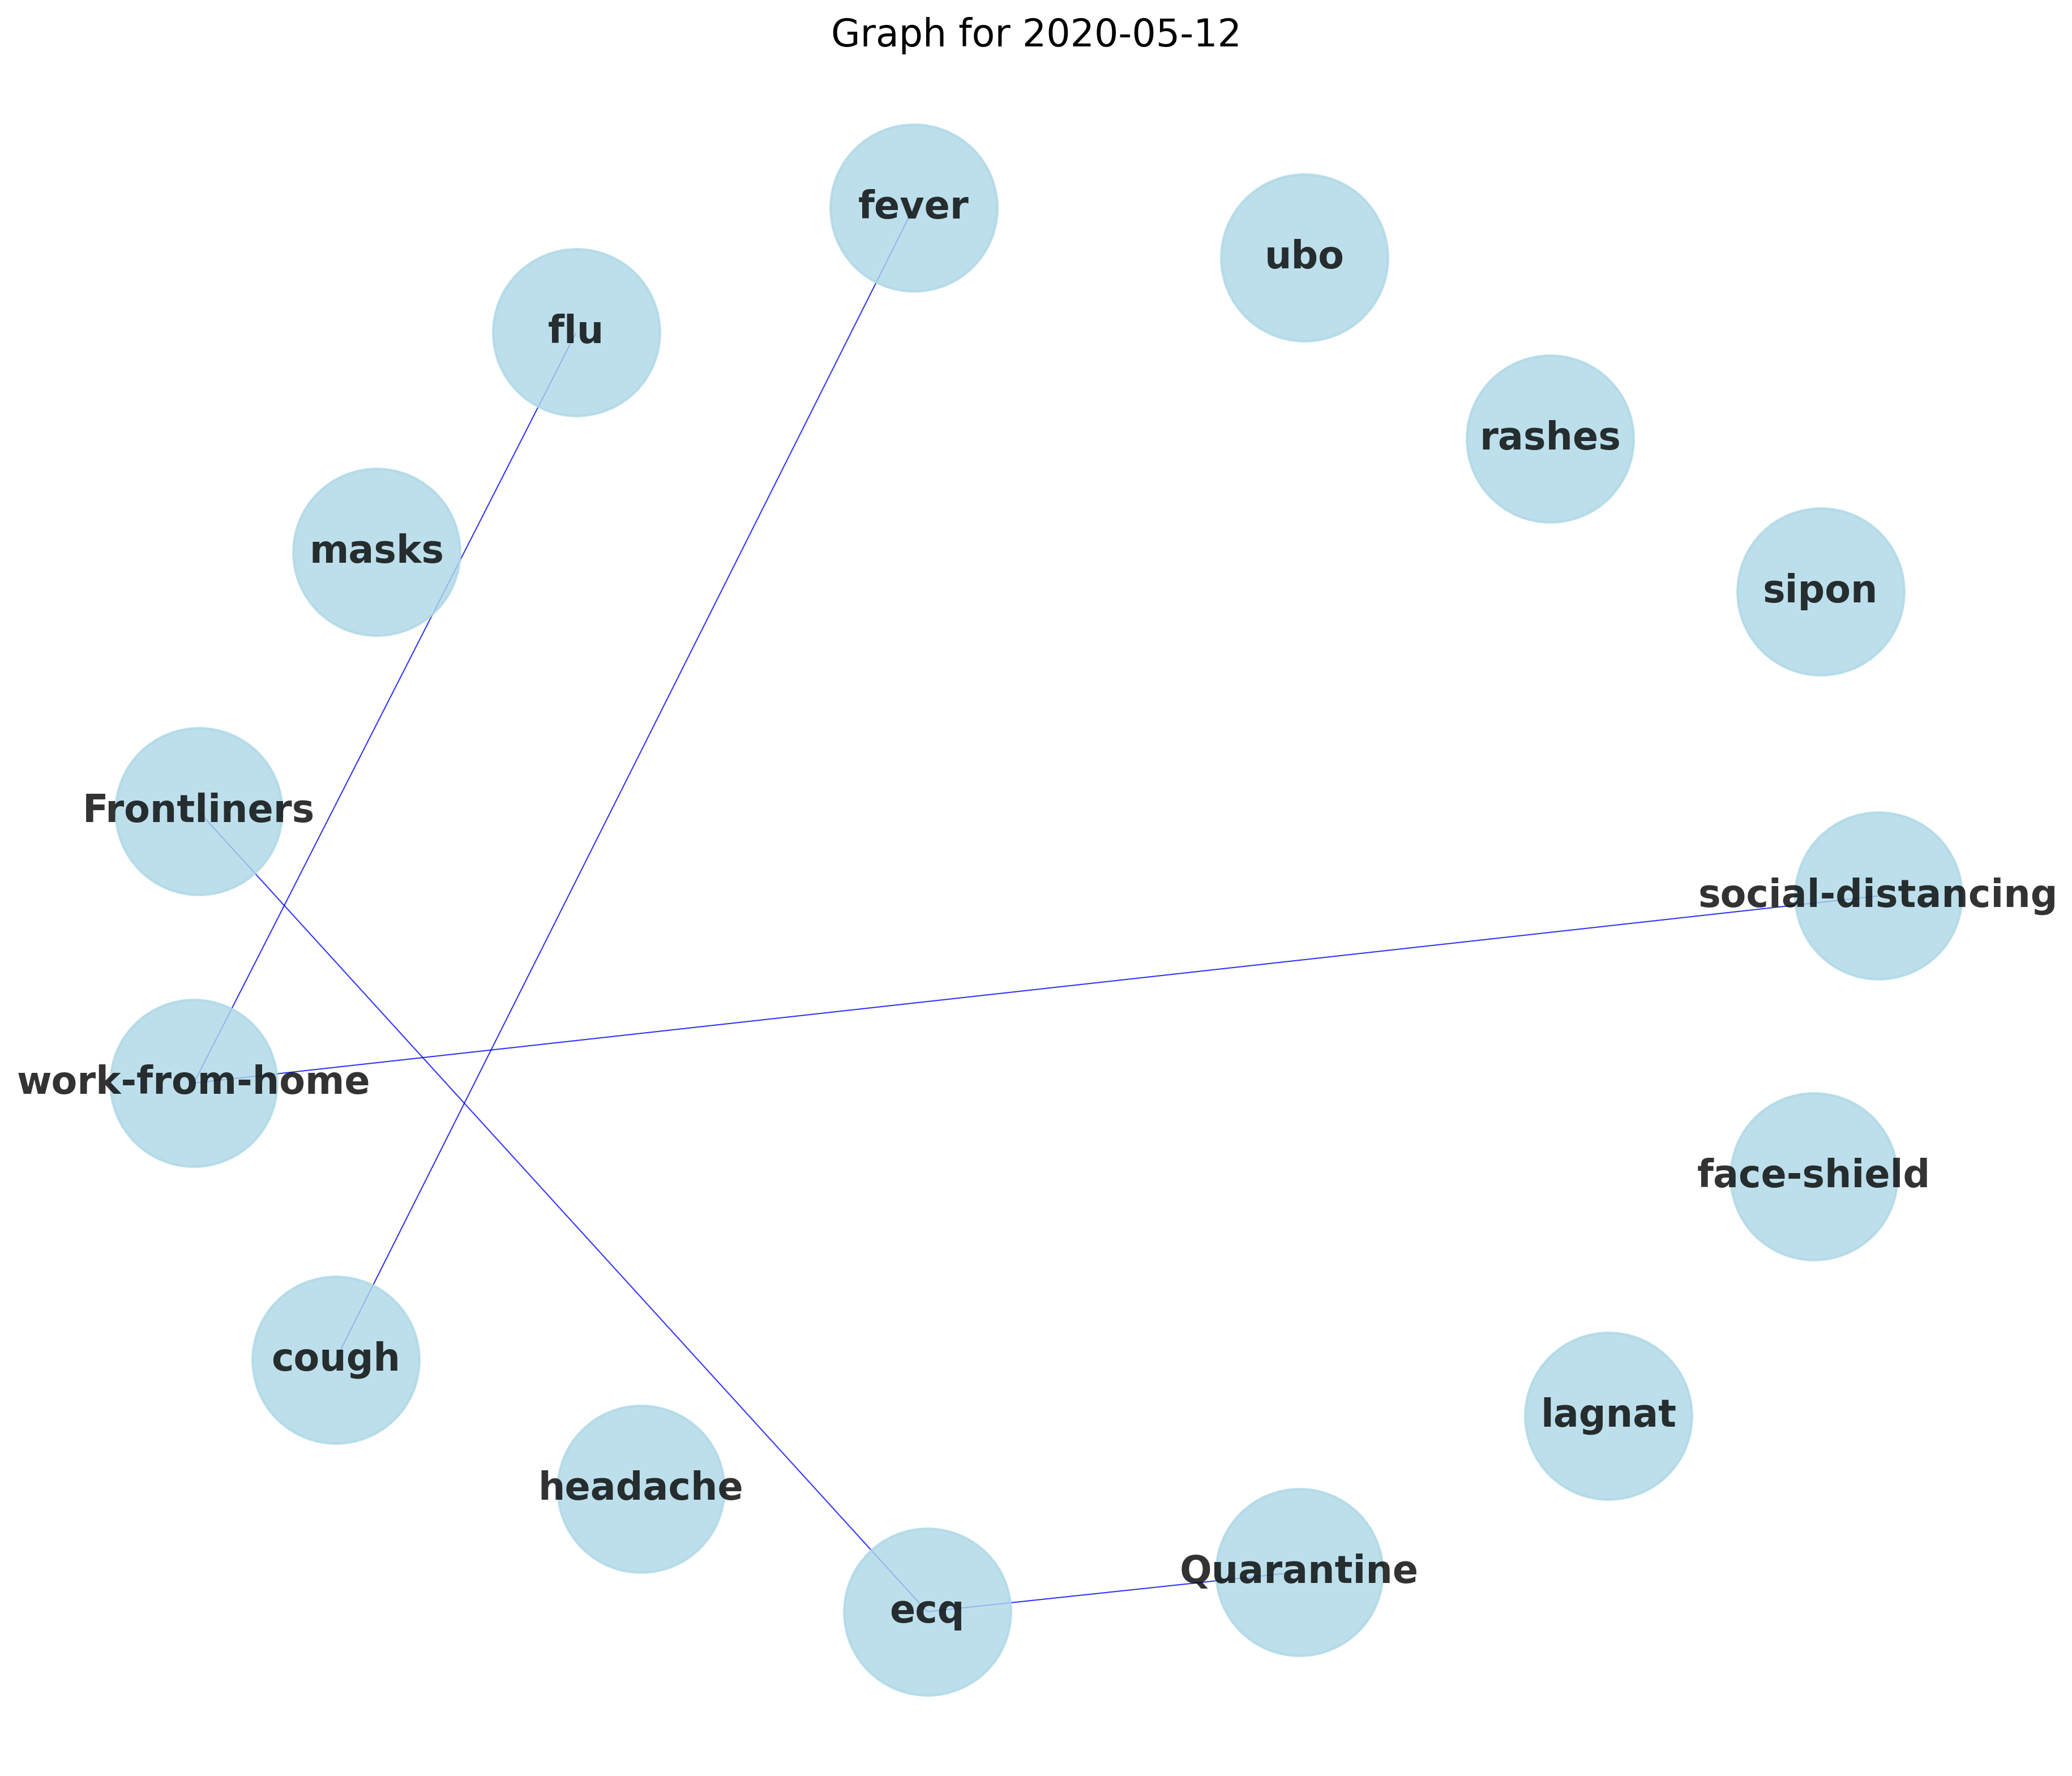 Graph for 2020-05-12
fever
ubo
flu
rashes
masks
sipon
Frontliners
social-distancing
work-from-home
face-shield
cough
lagnat
headache
Quarantine
ecq